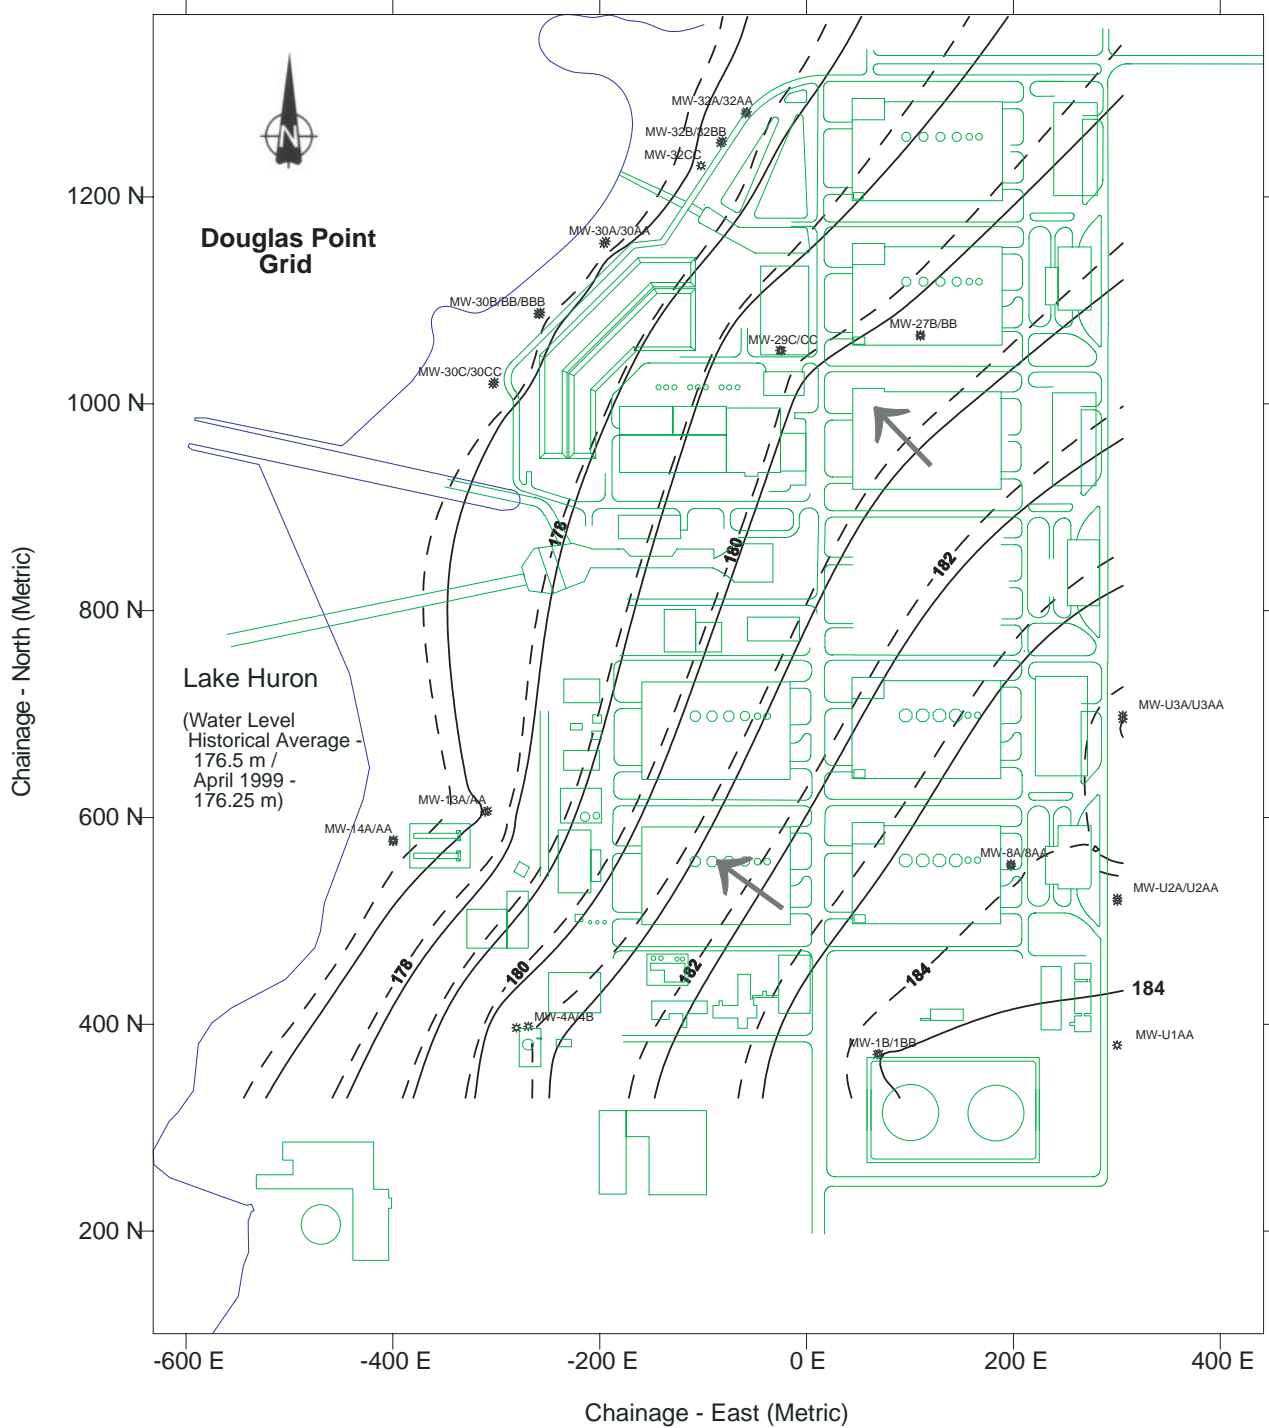 N
Douglas Point
Grid
MW-32A/32AA
MW-32B/32BB
MW-32CC
MW-30A/30AA
MW-30B/BB/BBB
MW-27B/BB
MW-29C/CC
MW-30C/30CC
178
180
182
Lake Huron
(Water Level
Historical Average -
176.5 m /
April 1999 -
176.25 m)
MW-U3A/U3AA
MW-13A/AA
MW-14A/AA
MW-8A/8AA
MW-U2A/U2AA
178
180
182
184
184
MW-4A/4B
MW-1B/1BB
MW-U1AA
1200 N
1000 N
800 N
600 N
400 N
200 N
Chainage - North (Metric)
-600 E
-400 E
-200 E
0 E
200 E
400 E
Chainage - East (Metric)